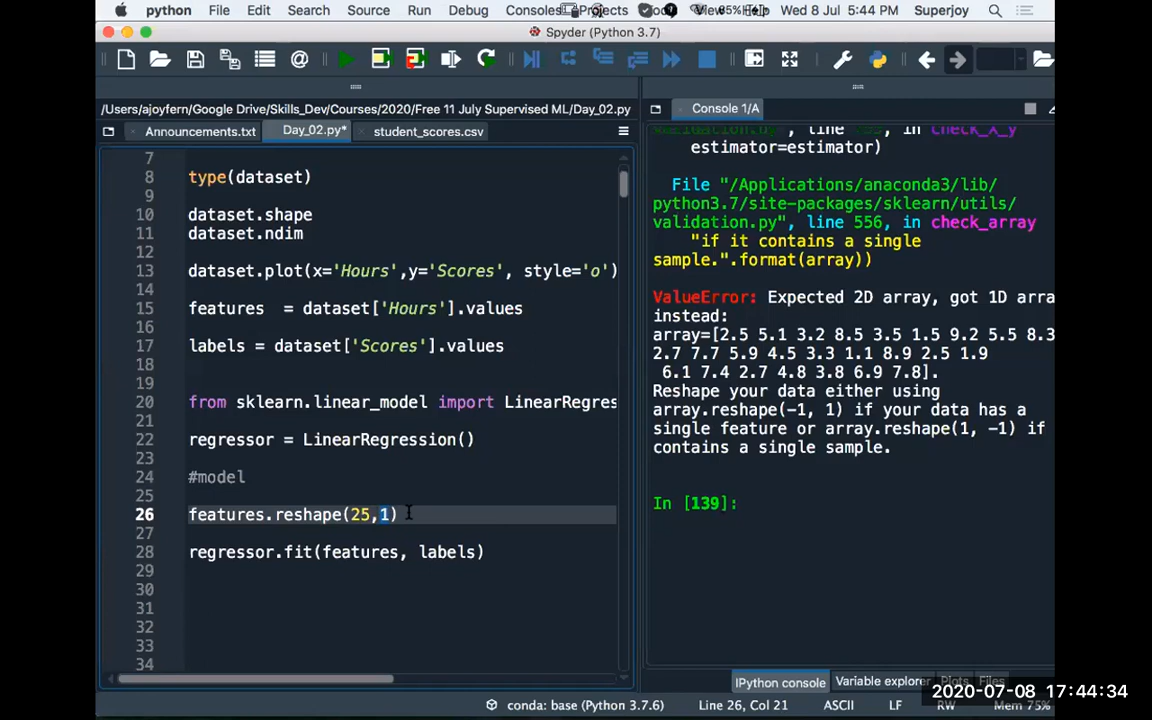 python File Edit Search Source Run Debug Consoles Projects View Help Wed 8 Jul 5:44 PM Superjoy
Spyder (Python 3.7)
/Users/ajoyfern/Google Drive/Skills_Dev/Courses/2020/Free 11 July Supervised ML/Day_02.py
Announcements.txt Day_02.py* student_scores.csv
Console 1/A
7
8 type(dataset)
9
10 dataset.shape
11 dataset.ndim
12
13 dataset.plot(x='Hours',y='Scores', style='o')
14
15 features  = dataset['Hours'].values
16
17 labels = dataset['Scores'].values
18
19
20 from sklearn.linear_model import LinearRegres
21
22 regressor = LinearRegression()
23
24 #model
25
26 features.reshape(25,1)
27
28 regressor.fit(features, labels)
29
30
31
32
33
34
line in check_X_y
estimator=estimator)
File "/Applications/anaconda3/lib/
python3.7/site-packages/sklearn/utils/
validation.py", line 556, in check_array
"if it contains a single
sample.".format(array))
ValueError: Expected 2D array, got 1D arra
instead:
array=[2.5 5.1 3.2 8.5 3.5 1.5 9.2 5.5 8.3
2.7 7.7 5.9 4.5 3.3 1.1 8.9 2.5 1.9
6.1 7.4 2.7 4.8 3.8 6.9 7.8].
Reshape your data either using
array.reshape(-1, 1) if your data has a
single feature or array.reshape(1, -1) if
contains a single sample.
In [139]:
IPython console Variable explorer Plots Files
conda: base (Python 3.7.6) Line 26, Col 21 ASCII LF RW Mem 75%
2020-07-08 17:44:34